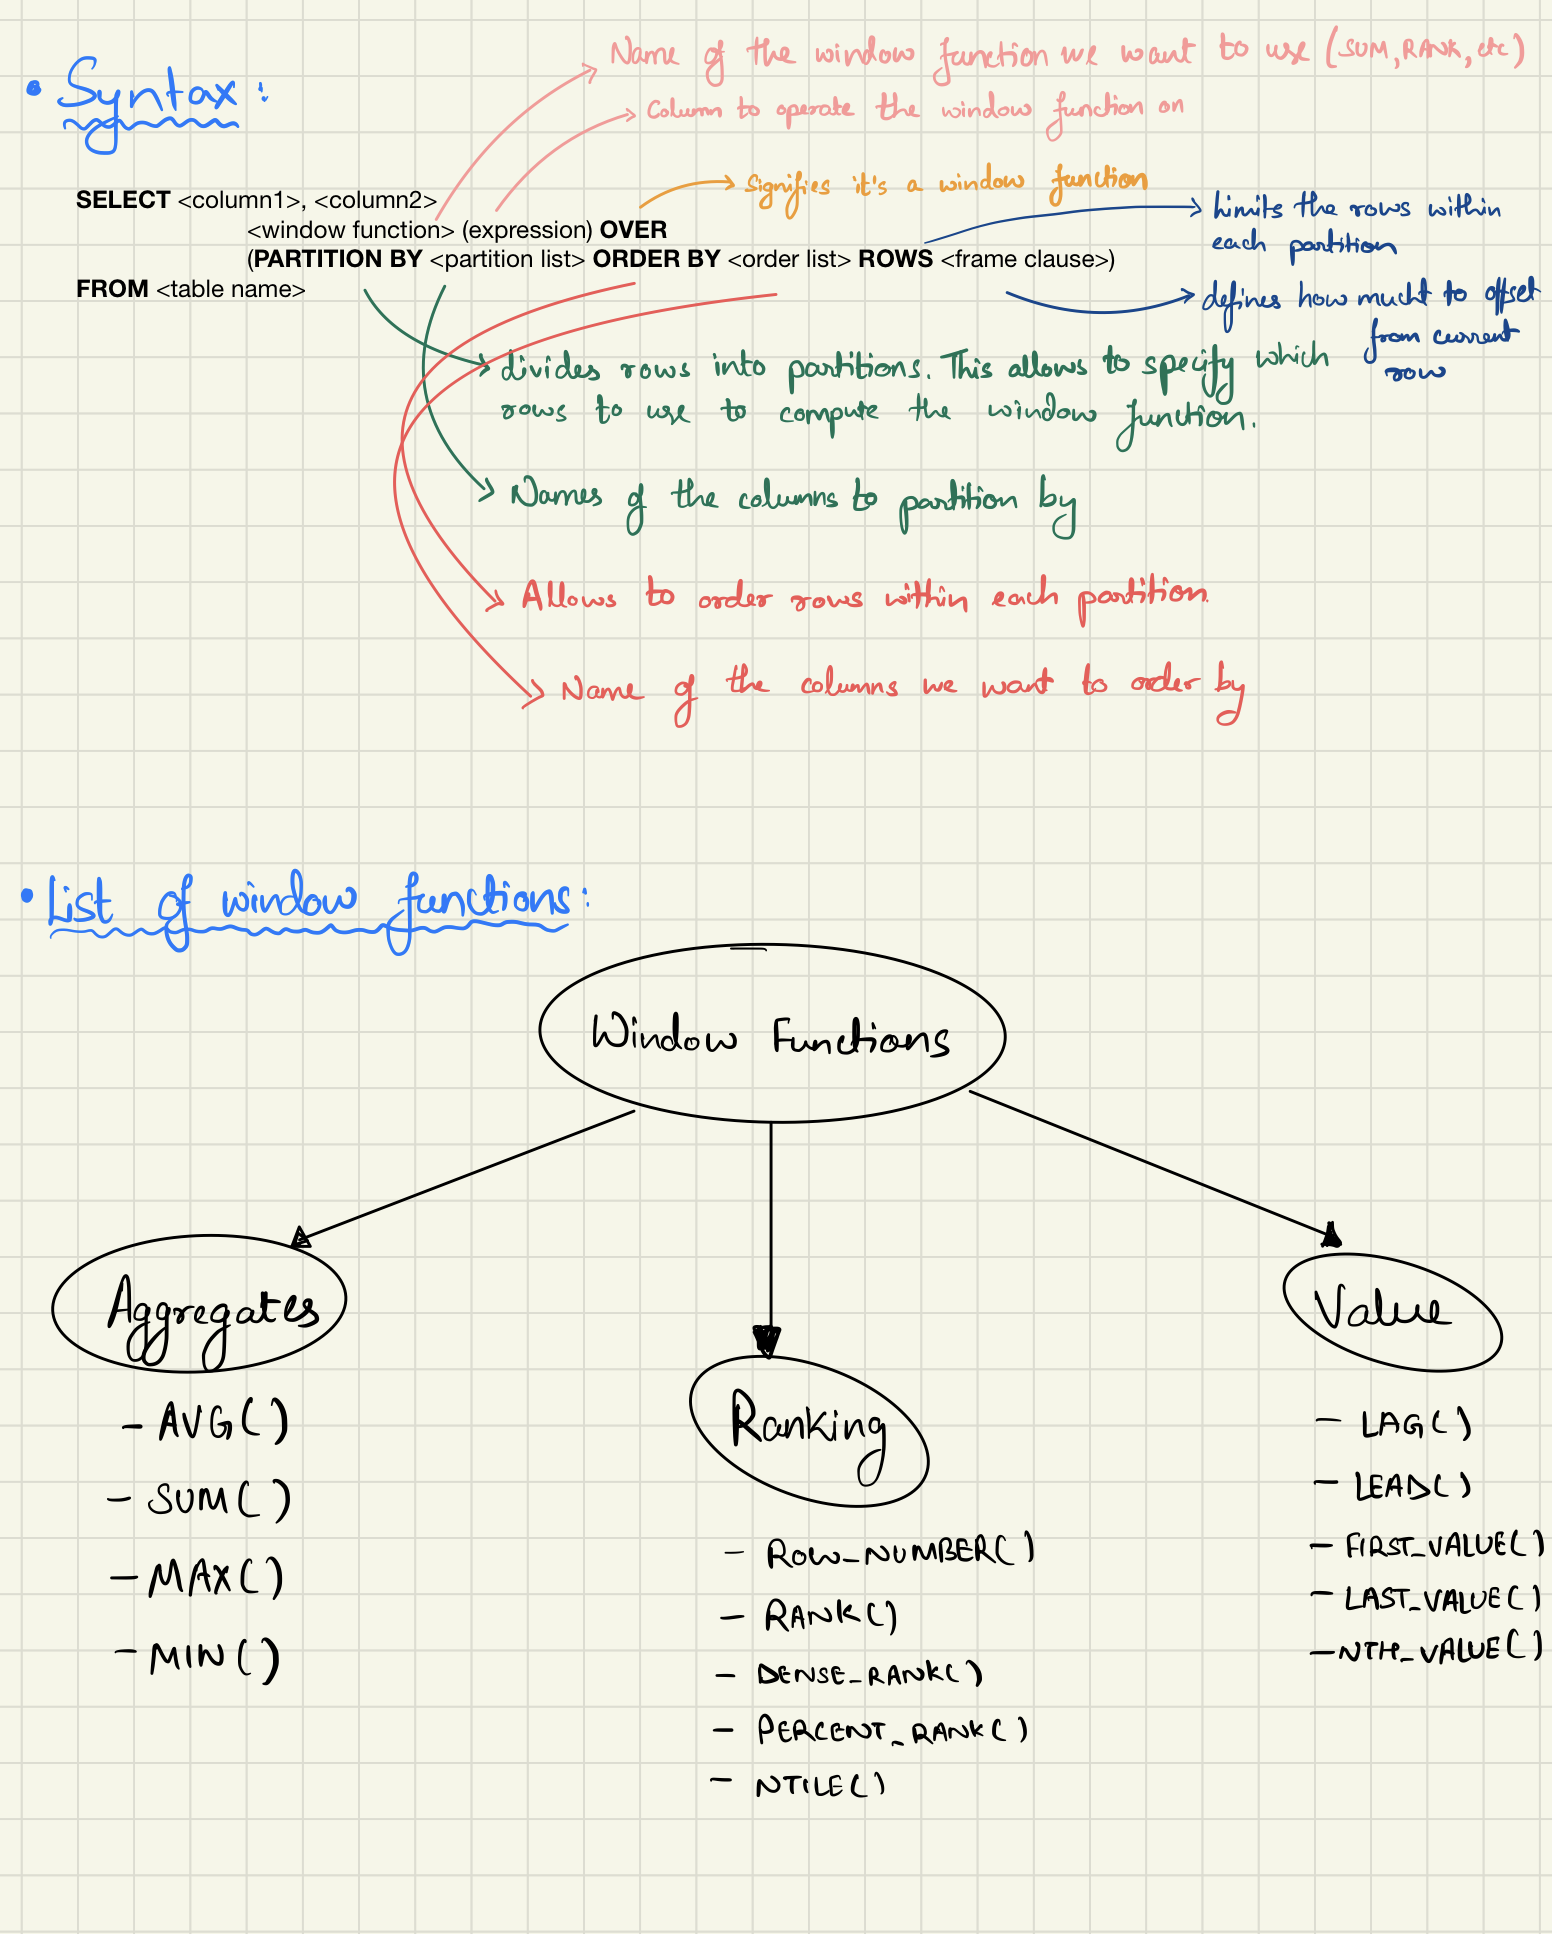 • Syntax:
Name of the window function we want to use (SUM, RANK, etc)
Column to operate the window function on
Signifies it's a window function
SELECT <column1>, <column2>
<window function> (expression) OVER
(PARTITION BY <partition list> ORDER BY <order list> ROWS <frame clause>)
FROM <table name>
Limits the rows within
each partition
defines how mucht to offset
from current
row
divides rows into partitions. This allows to specify which
rows to use to compute the window function.
Names of the columns to partition by
Allows to order rows within each partition.
Name of the columns we want to order by
• List of window functions:
Window Functions
Aggregates
- AVG()
- SUM()
- MAX()
- MIN()
Ranking
- ROW_NUMBER()
- RANK()
- DENSE_RANK()
- PERCENT_RANK()
- NTILE()
Value
- LAG()
- LEAD()
- FIRST_VALUE()
- LAST_VALUE()
- NTH_VALUE()